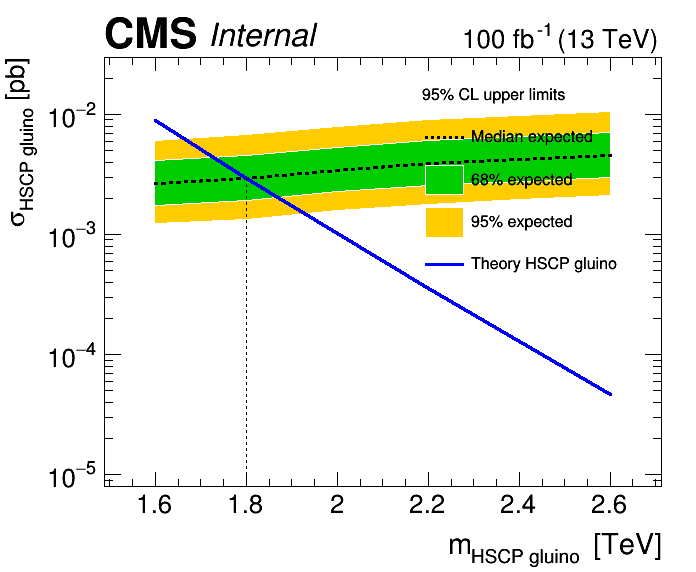 CMS Internal 100 fb⁻¹ (13 TeV)
σ_HSCP gluino [pb]
95% CL upper limits
Median expected
68% expected
95% expected
Theory HSCP gluino
10⁻²
10⁻³
10⁻⁴
10⁻⁵
1.6 1.8 2 2.2 2.4 2.6
m_HSCP gluino [TeV]